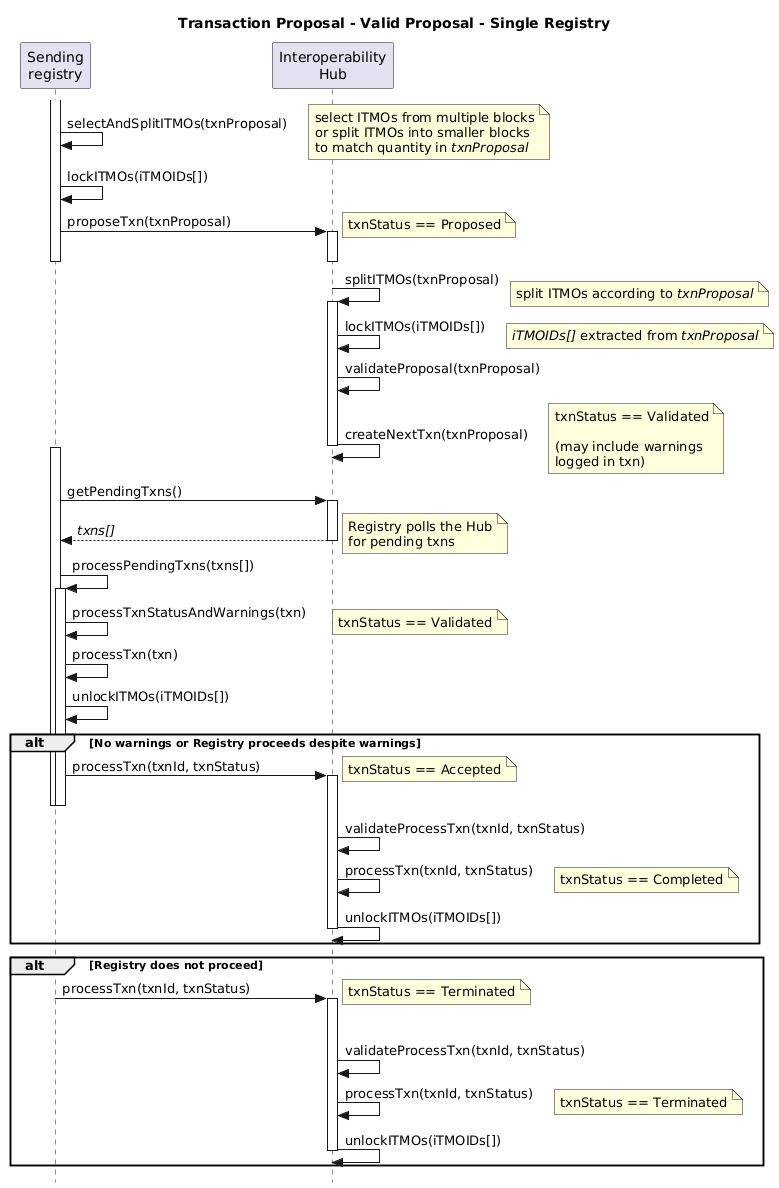 Transaction Proposal - Valid Proposal - Single Registry
Sending
registry
Interoperability
Hub
selectAndSplitITMOs(txnProposal)
select ITMOs from multiple blocks
or split ITMOs into smaller blocks
to match quantity in txnProposal
lockITMOs(iTMOIDs[])
proposeTxn(txnProposal)
txnStatus == Proposed
splitITMOs(txnProposal)
split ITMOs according to txnProposal
lockITMOs(iTMOIDs[])
iTMOIDs[] extracted from txnProposal
validateProposal(txnProposal)
createNextTxn(txnProposal)
txnStatus == Validated
(may include warnings
logged in txn)
getPendingTxns()
txns[]
Registry polls the Hub
for pending txns
processPendingTxns(txns[])
processTxnStatusAndWarnings(txn)
txnStatus == Validated
processTxn(txn)
unlockITMOs(iTMOIDs[])
alt [No warnings or Registry proceeds despite warnings]
processTxn(txnId, txnStatus)
txnStatus == Accepted
validateProcessTxn(txnId, txnStatus)
processTxn(txnId, txnStatus)
txnStatus == Completed
unlockITMOs(iTMOIDs[])
alt [Registry does not proceed]
processTxn(txnId, txnStatus)
txnStatus == Terminated
validateProcessTxn(txnId, txnStatus)
processTxn(txnId, txnStatus)
txnStatus == Terminated
unlockITMOs(iTMOIDs[])